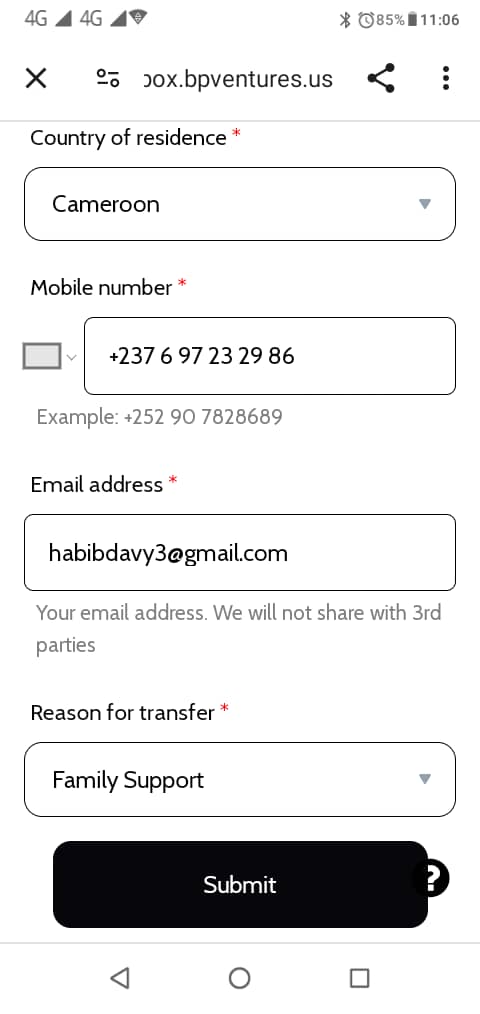 4G 4G 85% 11:06
box.bpventures.us
Country of residence *
Cameroon
Mobile number *
+237 6 97 23 29 86
Example: +252 90 7828689
Email address *
habibdavy3@gmail.com
Your email address. We will not share with 3rd
parties
Reason for transfer *
Family Support
Submit
?